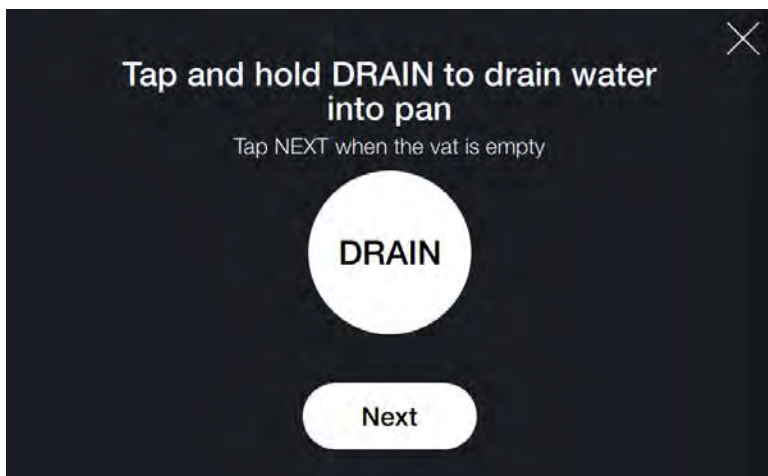 Tap and hold DRAIN to drain water
into pan
Tap NEXT when the vat is empty
DRAIN
Next